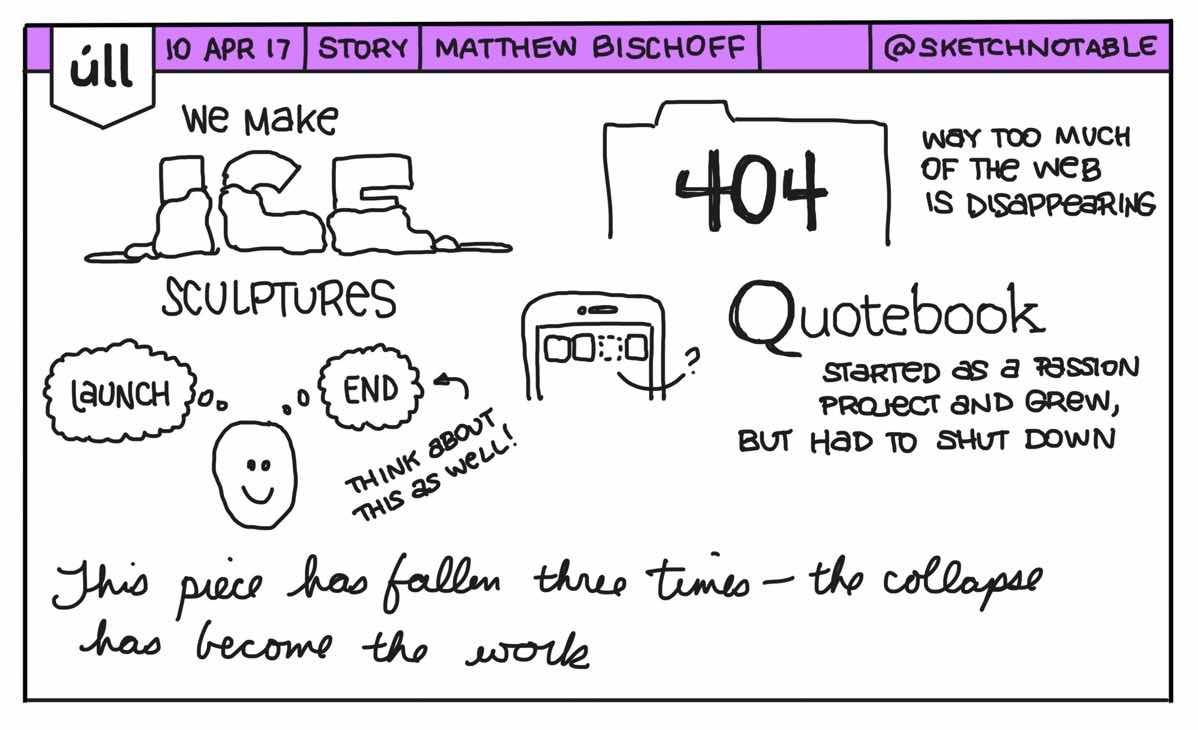 úll
10 APR 17
STORY
MATTHEW BISCHOFF
@SKETCHNOTABLE
We Make
ICE
SCULPTURES
404
WAY TOO MUCH
OF THE WEB
IS DISAPPEARING
LAUNCH
END
THINK ABOUT
THIS AS WELL!
?
Quotebook
STARTED AS A PASSION
PROJECT AND GREW,
BUT HAD TO SHUT DOWN
This piece has fallen three times – the collapse
has become the work